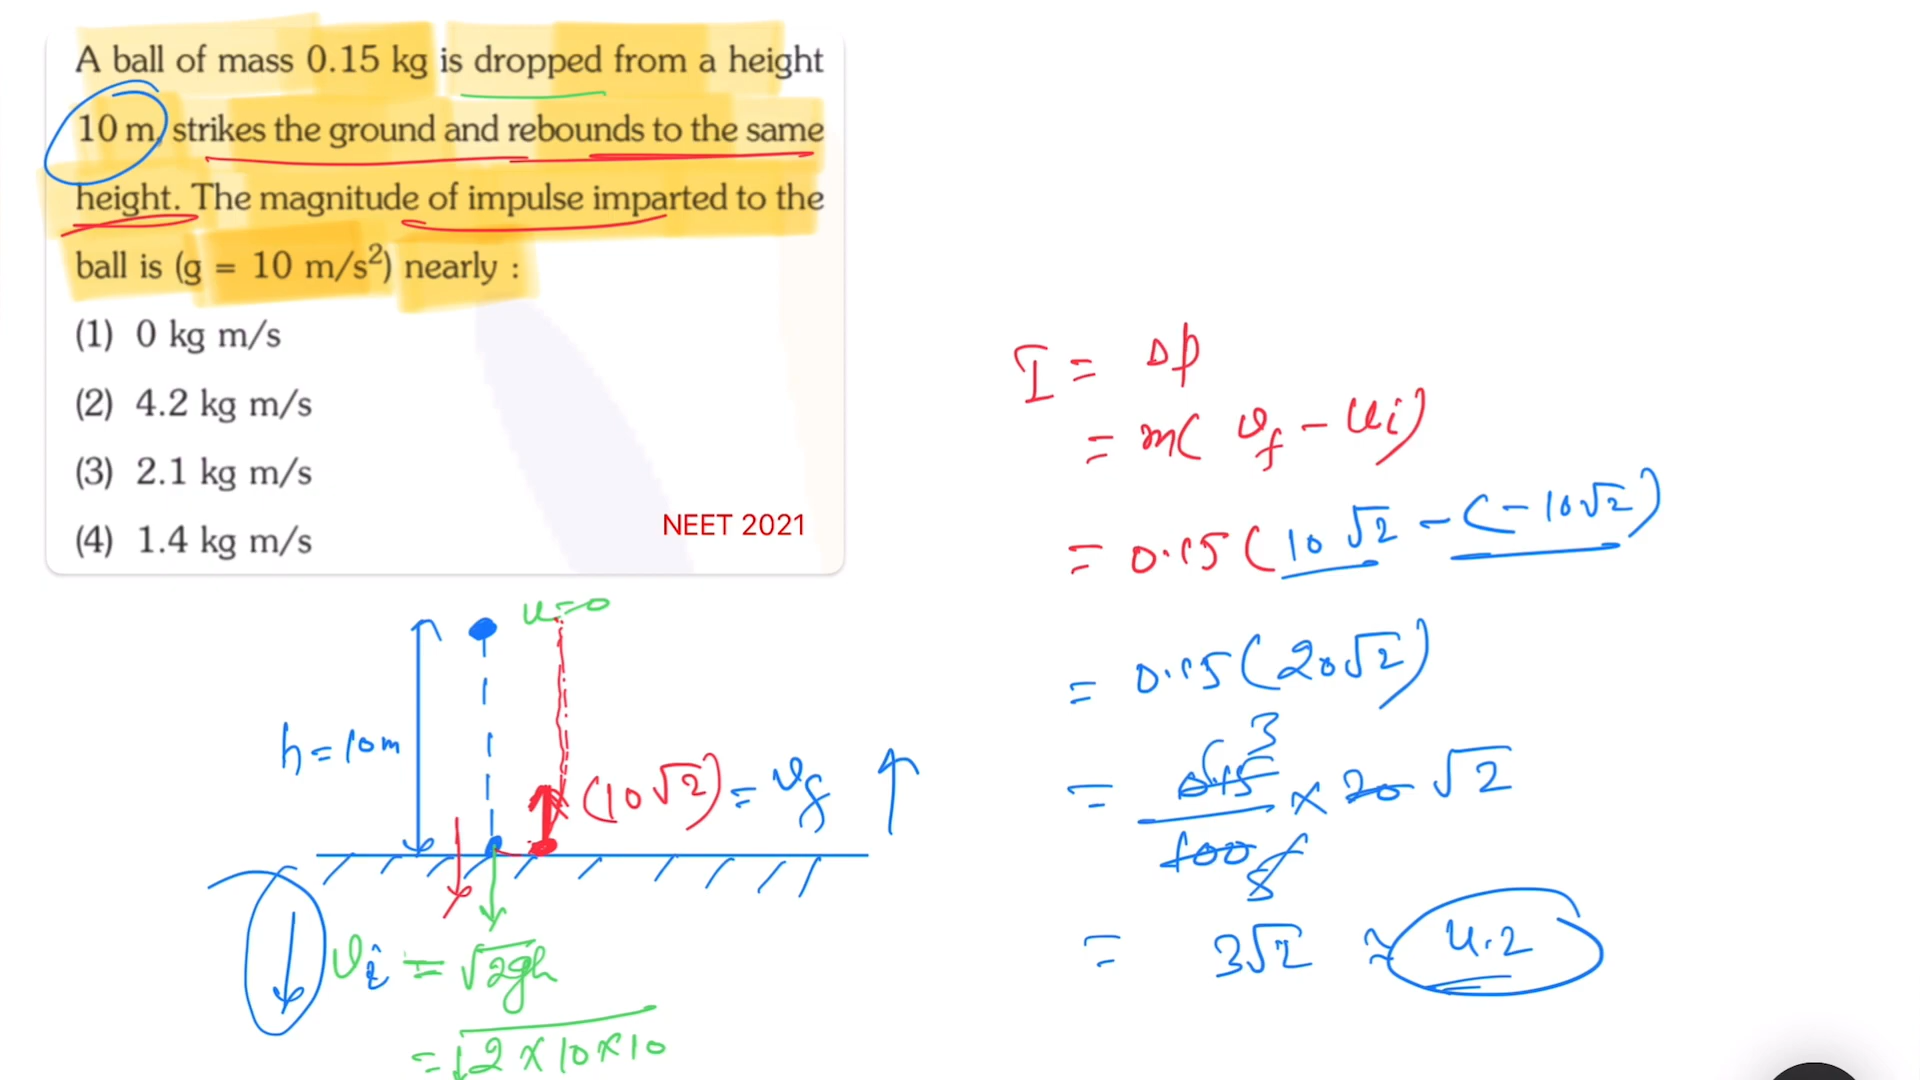 A ball of mass 0.15 kg is dropped from a height
10 m, strikes the ground and rebounds to the same
height. The magnitude of impulse imparted to the
ball is (g = 10 m/s²) nearly :
(1) 0 kg m/s
(2) 4.2 kg m/s
(3) 2.1 kg m/s
(4) 1.4 kg m/s
NEET 2021
u=0
h=10m
(10√2) = vf
vi = √2gh
= √2×10×10
I = Δp
= m( vf - ui)
= 0.15 (10√2 - (-10√2)
= 0.15 (20√2)
= 0.15/100 × 20 √2
3
5
= 3√2 ≈ 4.2